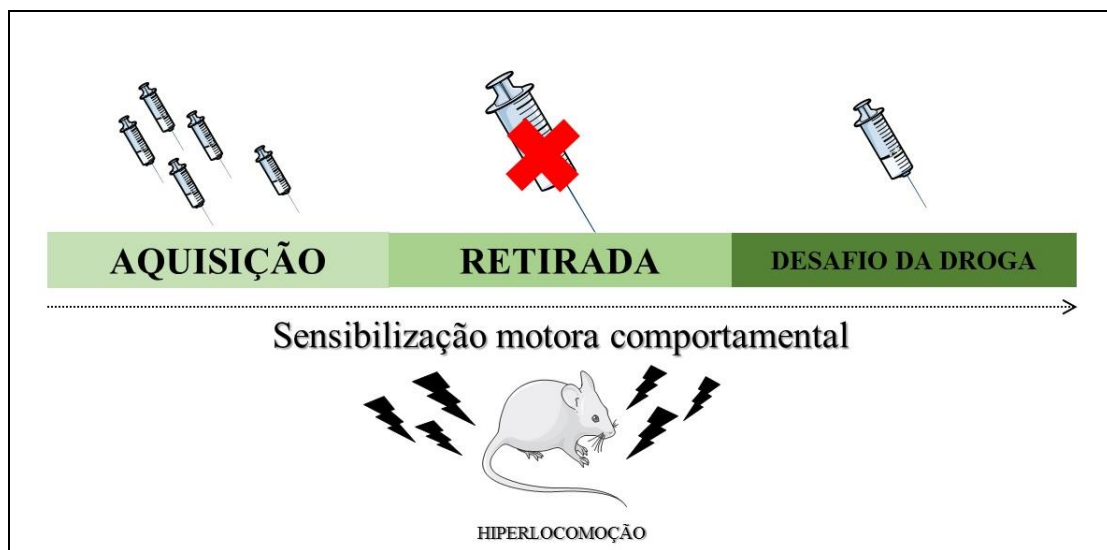 AQUISIÇÃO
RETIRADA
DESAFIO DA DROGA
Sensibilização motora comportamental
HIPERLOCOMOÇÃO